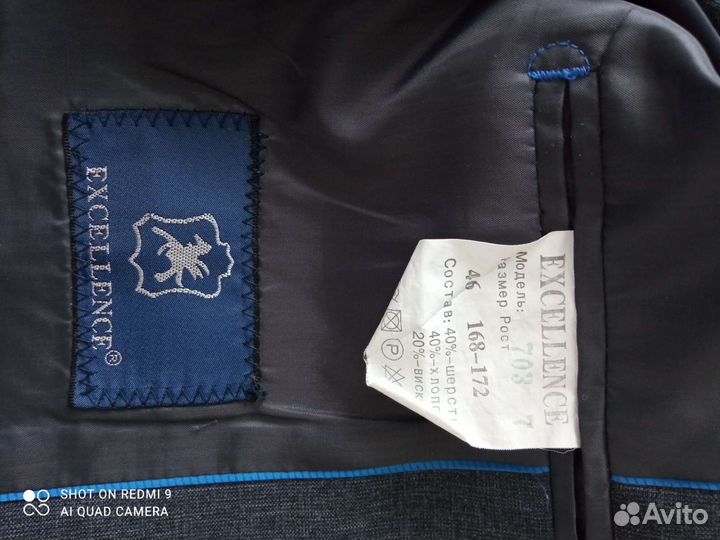 EXCELLENCE®
EXCELLENCE
Модель: 703 7
Размер Рост
46 168-172
Состав: 40%-шерсть
40%-хлопо
20%-виск
P
SHOT ON REDMI 9
AI QUAD CAMERA
Avito